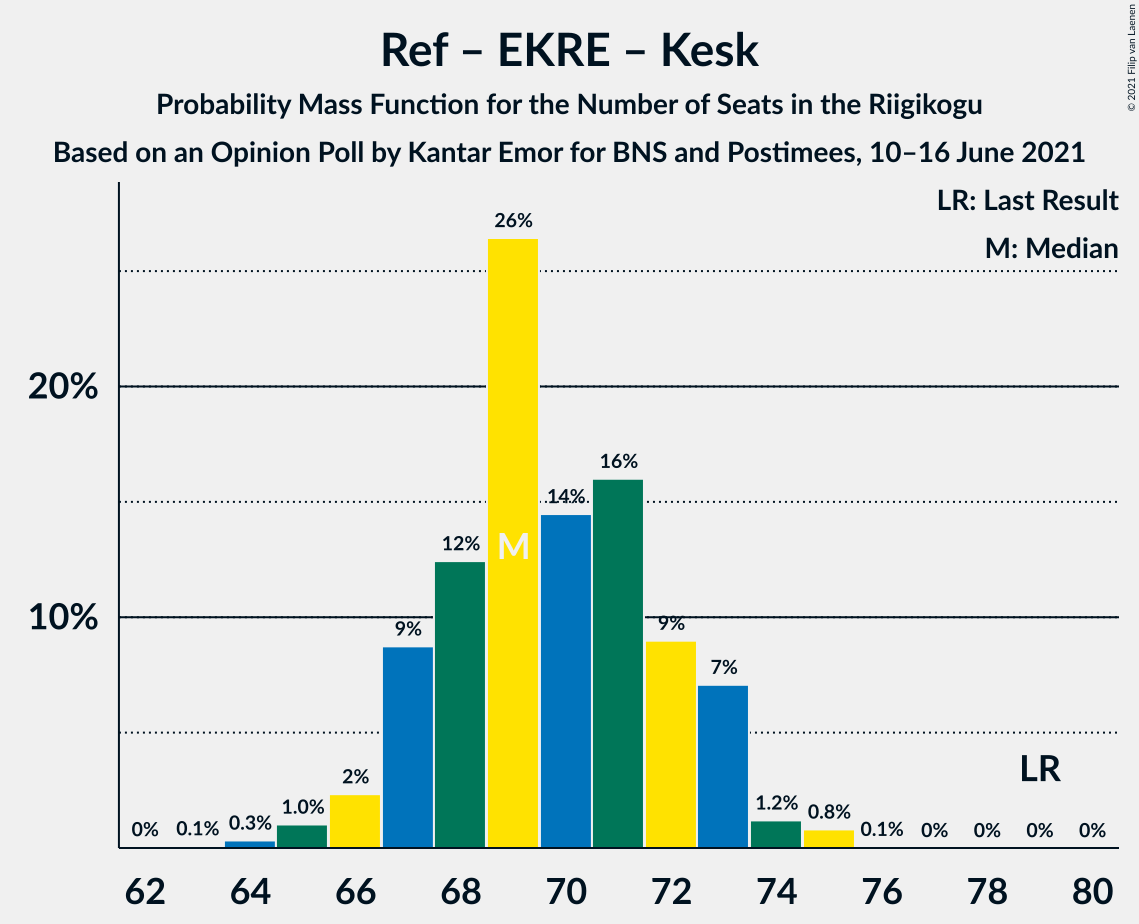 Ref – EKRE – Kesk
Probability Mass Function for the Number of Seats in the Riigikogu
Based on an Opinion Poll by Kantar Emor for BNS and Postimees, 10–16 June 2021
© 2021 Filip van Laenen
LR: Last Result
M: Median
26%
20%
16%
14%
12%
M
10%
9%
9%
7%
LR
2%
1.2%
1.0%
0.8%
0.3%
0% 0.1% 0.1% 0% 0% 0% 0%
62 64 66 68 70 72 74 76 78 80